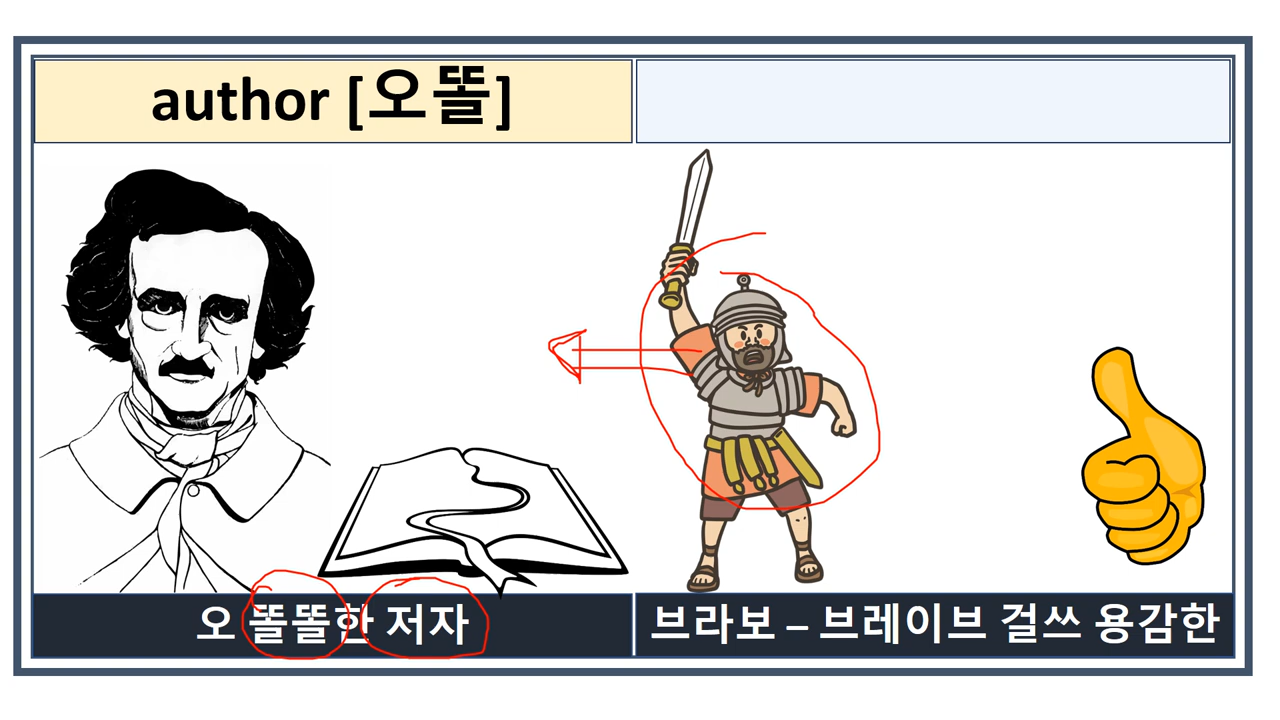 author [오똘]
오 똘똘한 저자
브라보 – 브레이브 걸쓰 용감한